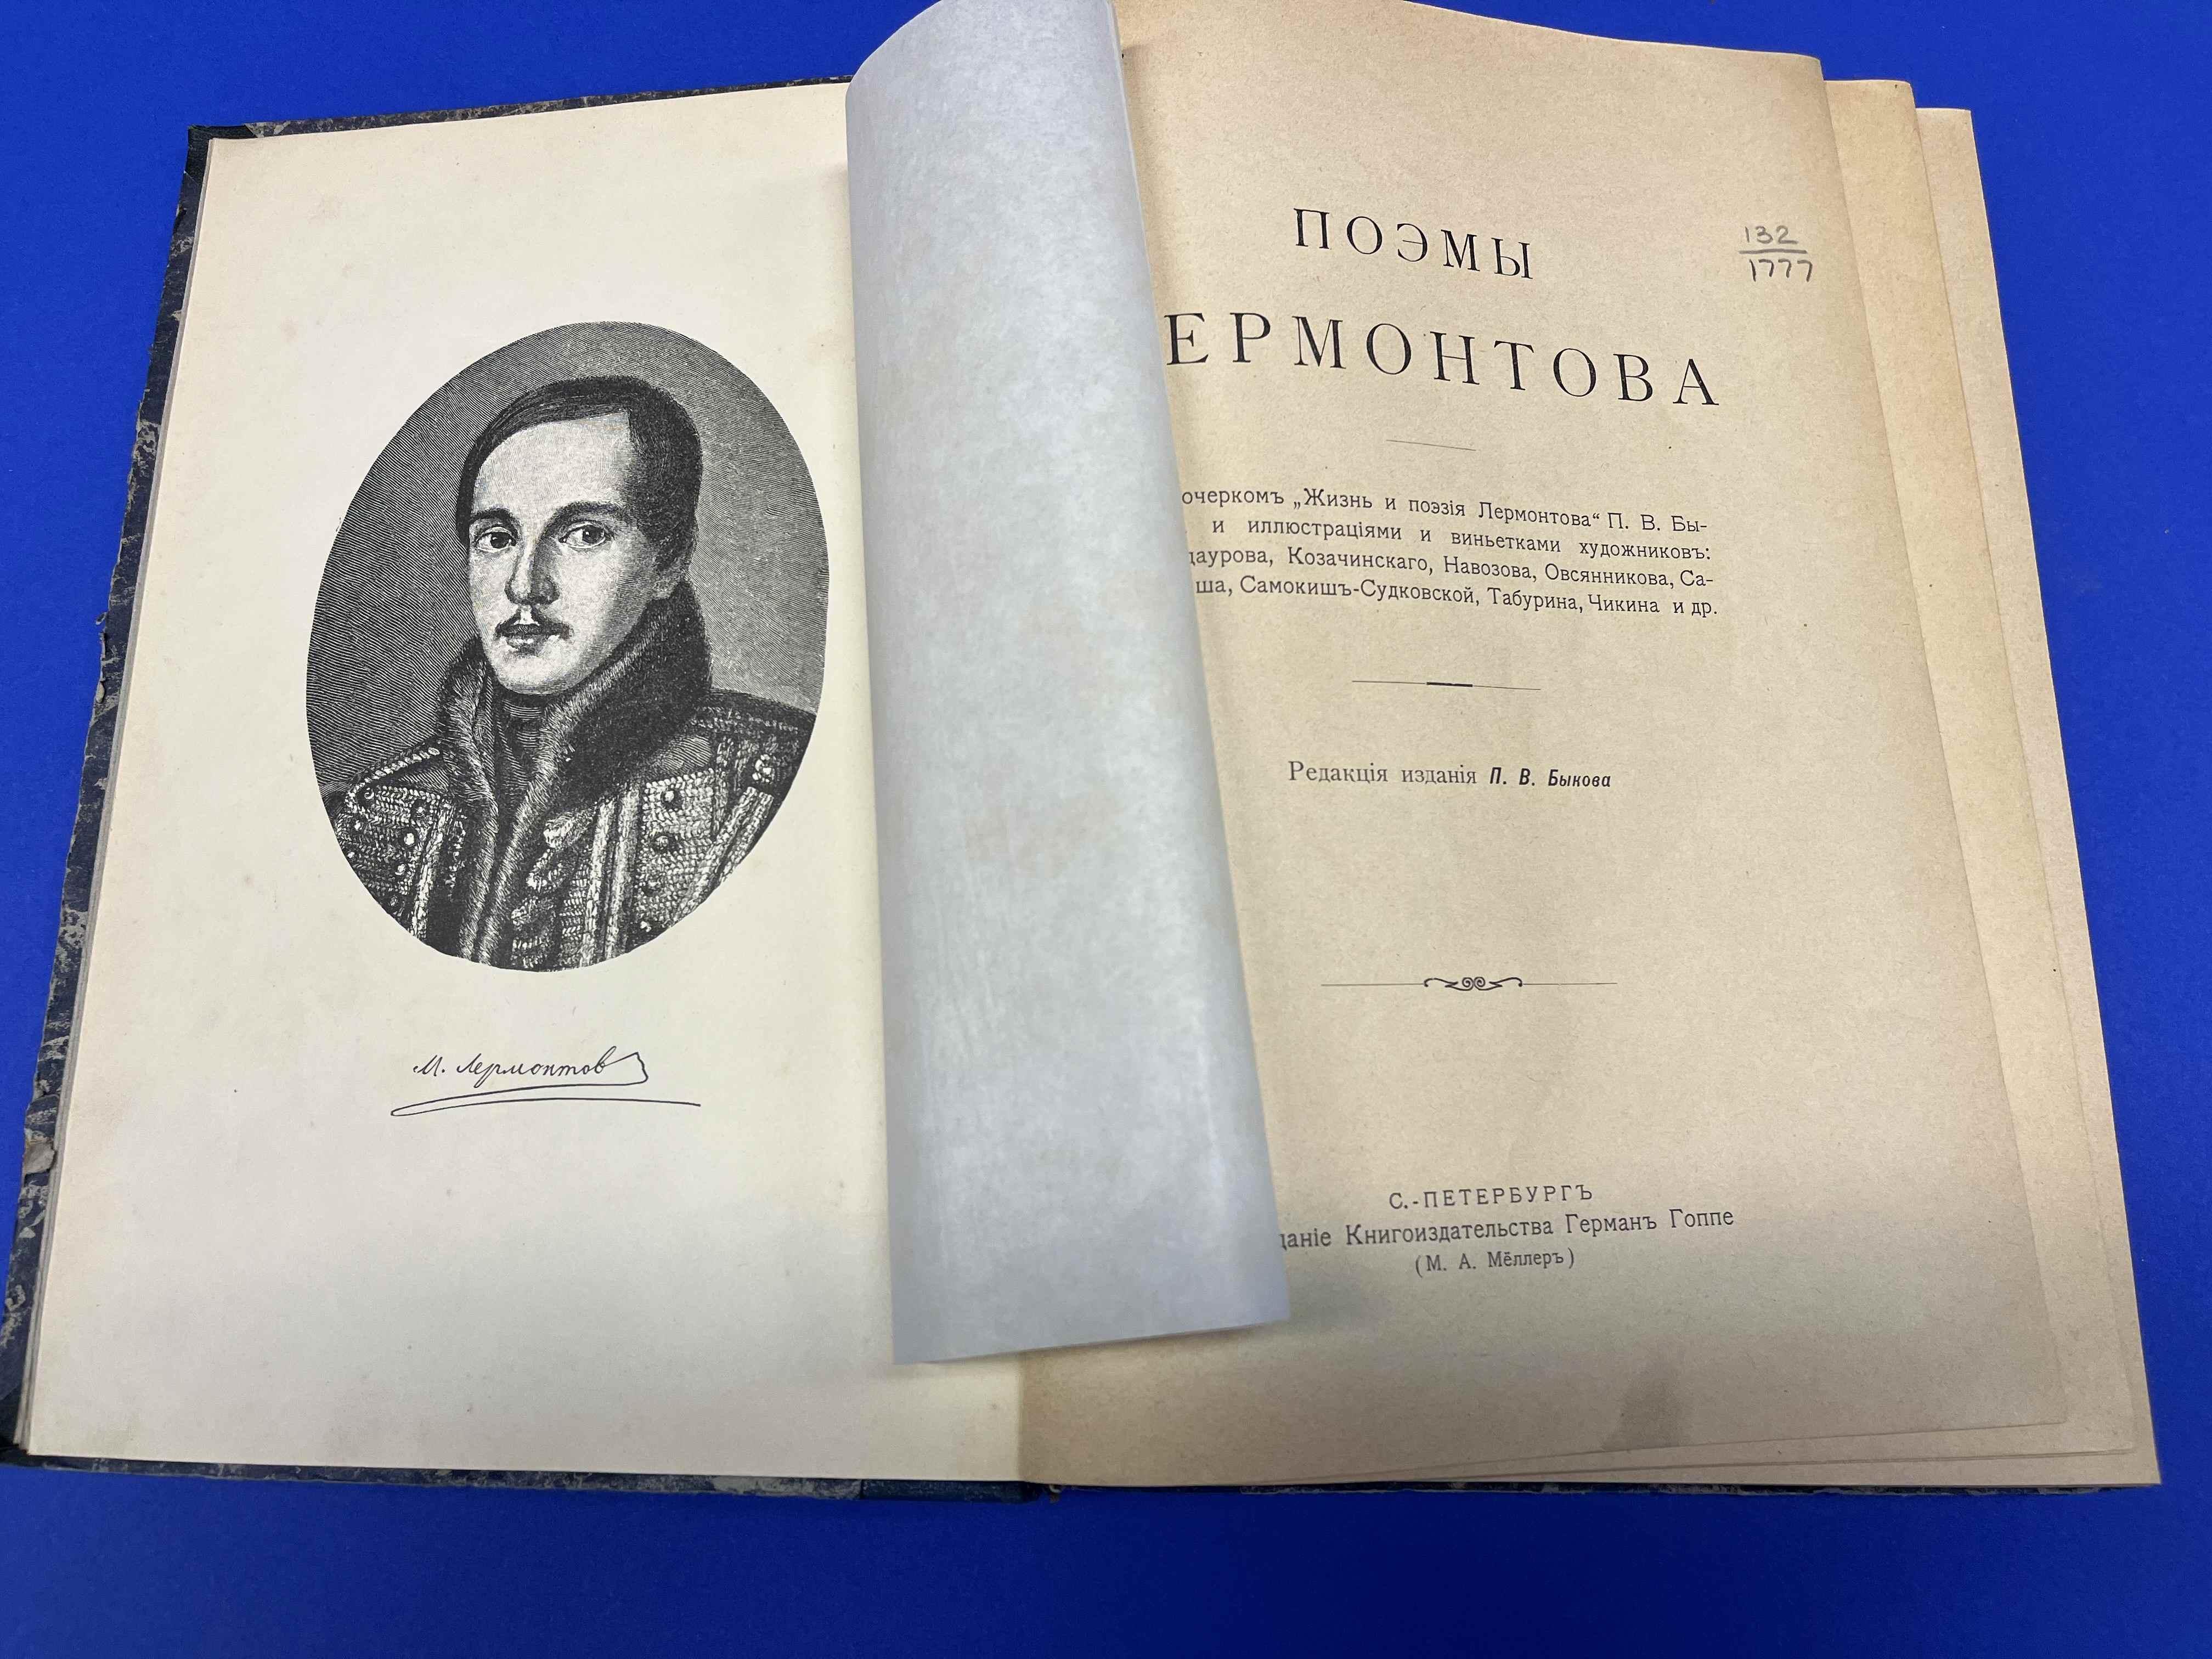 М. Лермонтов
ПОЭМЫ
ЕРМОНТОВА
132
1777
очеркомъ „Жизнь и поэзія Лермонтова“ П. В. Бы-
и иллюстраціями и виньетками художниковъ:
даурова, Козачинскаго, Навозова, Овсянникова, Са-
ша, Самокишъ-Судковской, Табурина, Чикина и др.
Редакція изданія П. В. Быкова
С.-ПЕТЕРБУРГЪ
даніе Книгоиздательства Германъ Гоппе
(М. А. Мёллеръ)